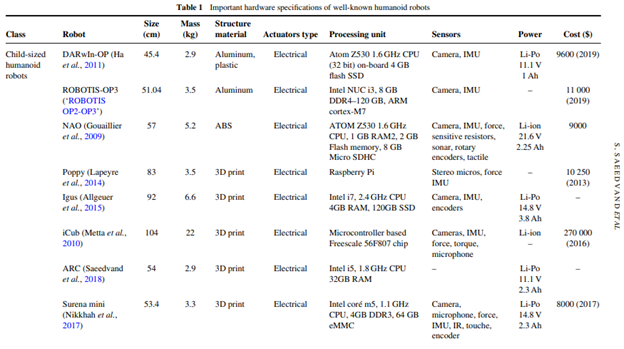 Table 1 Important hardware specifications of well-known humanoid robots
Size Mass Structure
Class Robot (cm) (kg) material Actuators type Processing unit Sensors Power Cost ($)
Child-sized DARwIn-OP (Ha 45.4 2.9 Aluminum, Electrical Atom Z530 1.6 GHz CPU Camera, IMU Li-Po 9600 (2019)
humanoid et al., 2011) plastic (32 bit) on-board 4 GB 11.1 V
robots flash SSD 1 Ah
ROBOTIS-OP3 51.04 3.5 Aluminum Electrical Intel NUC i3, 8 GB Camera, IMU – 11 000
('ROBOTIS DDR4–120 GB, ARM (2019)
OP2-OP3') cortex-M7
NAO (Gouaillier 57 5.2 ABS Electrical ATOM Z530 1.6 GHz Camera, IMU, force, Li-ion 9000
et al., 2009) CPU, 1 GB RAM2, 2 GB sensitive resistors, 21.6 V
Flash memory, 8 GB sonar, rotary 2.25 Ah
Micro SDHC encoders, tactile
Poppy (Lapeyre 83 3.5 3D print Electrical Raspberry Pi Stereo micros, force – 10 250
et al., 2014) IMU (2013)
Igus (Allgeuer 92 6.6 3D print Electrical Intel i7, 2.4 GHz CPU Camera, IMU, Li-Po –
et al., 2015) 4GB RAM, 120GB SSD encoders 14.8 V
3.8 Ah
iCub (Metta et al., 104 22 3D print Electrical Microcontroller based Cameras, IMU, Li-ion 270 000
2010) Freescale 56F807 chip force, torque, – (2016)
microphone
ARC (Saeedvand 54 2.9 3D print Electrical Intel i5, 1.8 GHz CPU – Li-Po –
et al., 2018) 32GB RAM 11.1 V
2.3 Ah
Surena mini 53.4 3.3 3D print Electrical Intel coré m5, 1.1 GHz Camera, Li-Po 8000 (2017)
(Nikkhah et al., CPU, 4GB DDR3, 64 GB microphone, force, 14.8 V
2017) eMMC IMU, IR, touche, 2.3 Ah
encoder
S. SAEEDVAND ET AL.